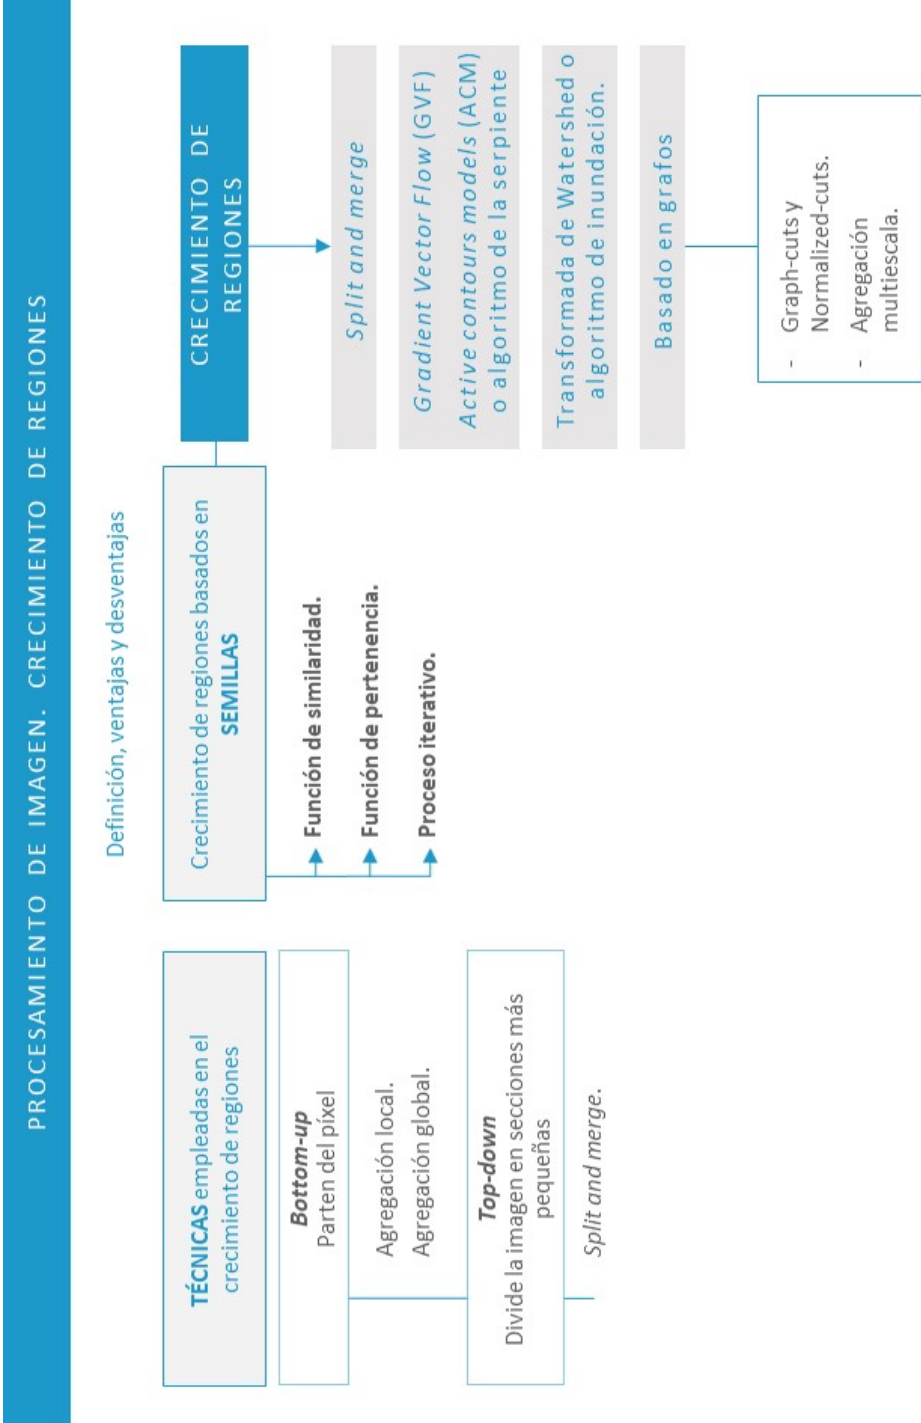 PROCESAMIENTO DE IMAGEN. CRECIMIENTO DE REGIONES
Definición, ventajas y desventajas
TÉCNICAS empleadas en el
crecimiento de regiones
Bottom-up
Parten del píxel
Agregación local.
Agregación global.
Top-down
Divide la imagen en secciones más
pequeñas
Split and merge.
Crecimiento de regiones basados en
SEMILLAS
Función de similaridad.
Función de pertenencia.
Proceso iterativo.
CRECIMIENTO DE
REGIONES
Split and merge
Gradient Vector Flow (GVF)
Active contours models (ACM)
o algoritmo de la serpiente
Transformada de Watershed o
algoritmo de inundación.
Basado en grafos
- Graph-cuts y
Normalized-cuts.
- Agregación
multiescala.